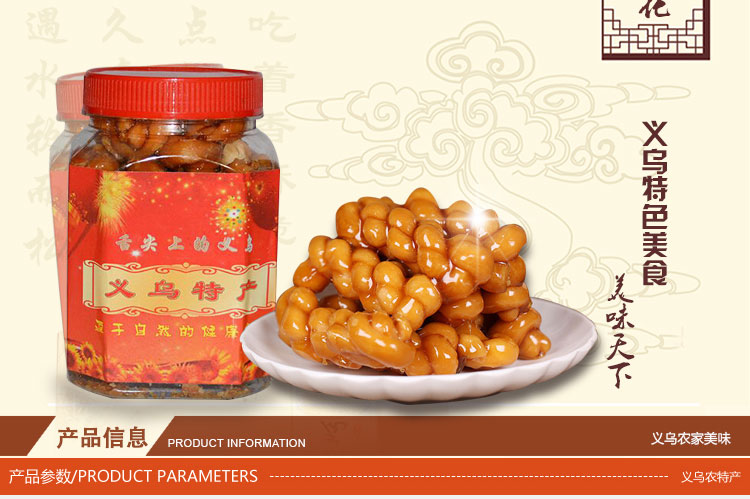 花
义乌特色美食
美味天下
舌尖上的义乌
义乌特产
源于自然的健康
产品信息
PRODUCT INFORMATION
义乌农家美味
产品参数/PRODUCT PARAMETERS
义乌农特产